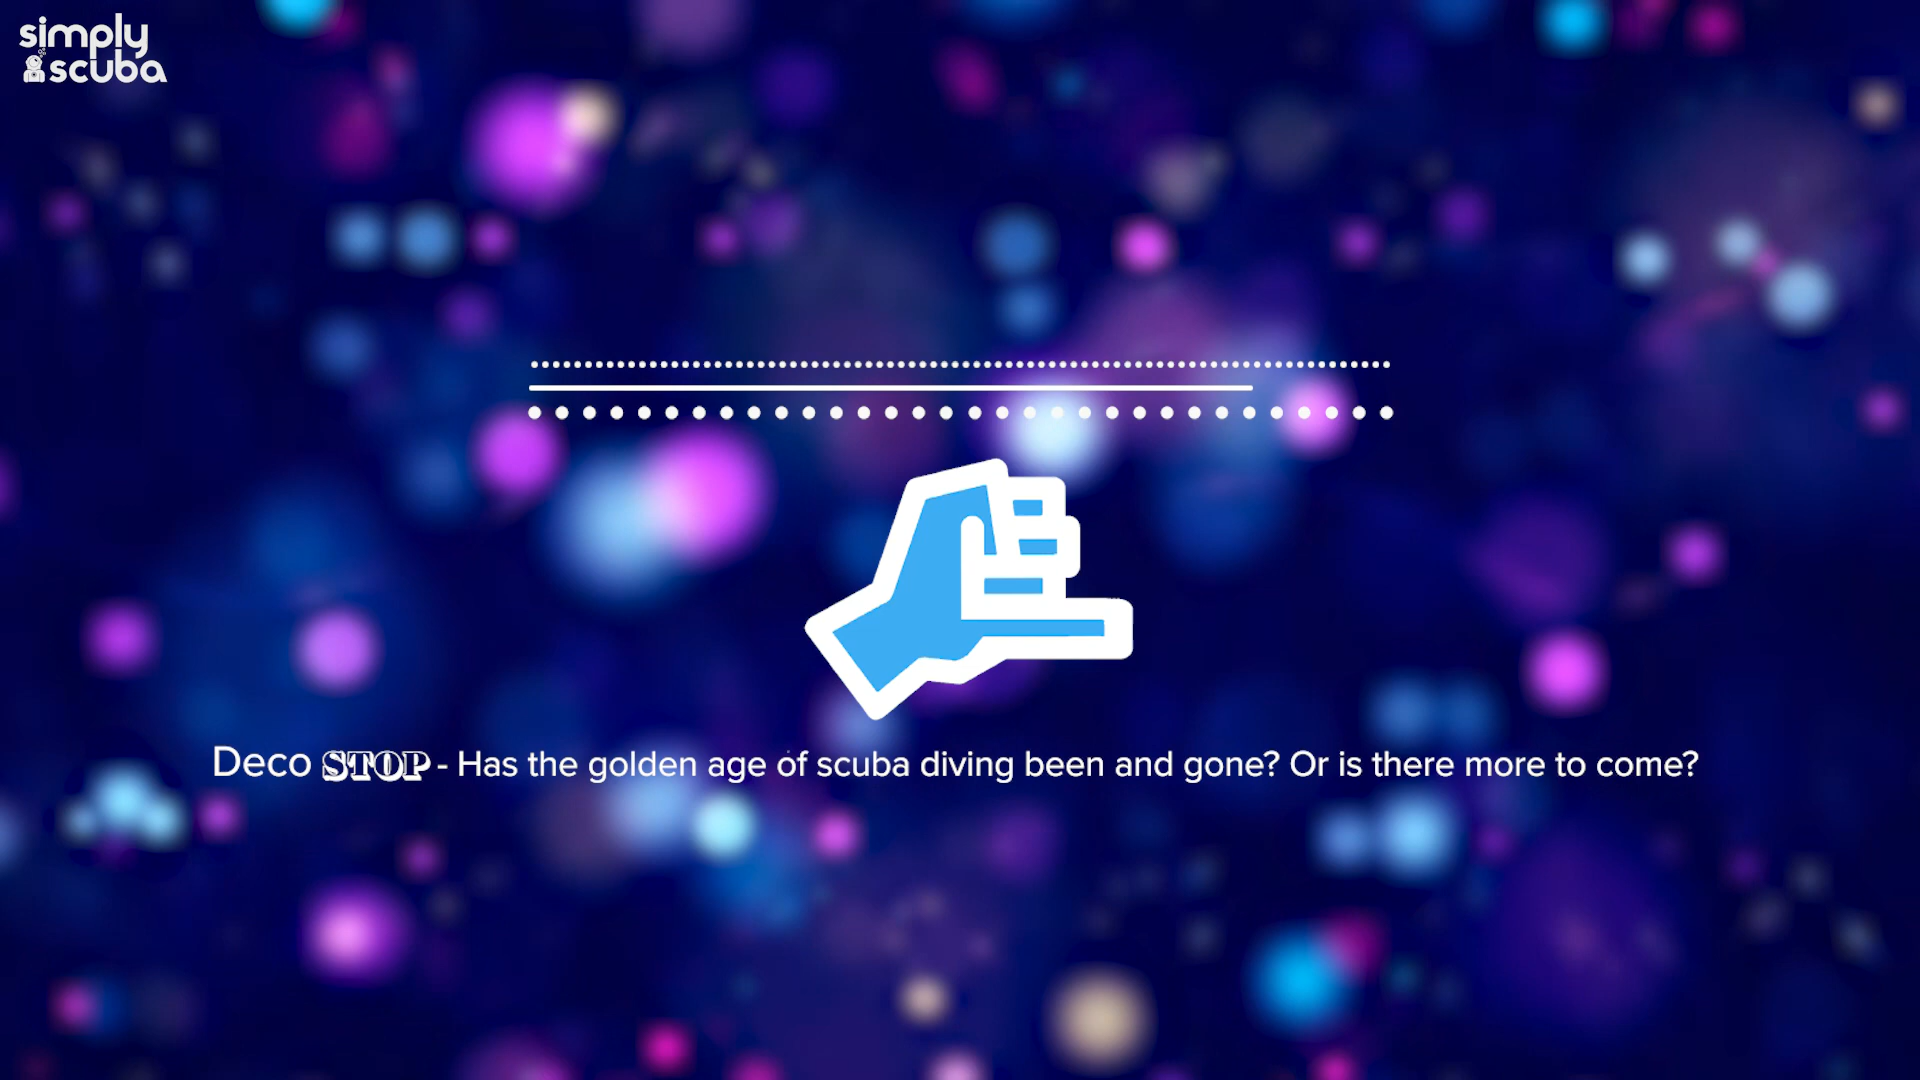 simply
scuba
Deco STOP - Has the golden age of scuba diving been and gone? Or is there more to come?